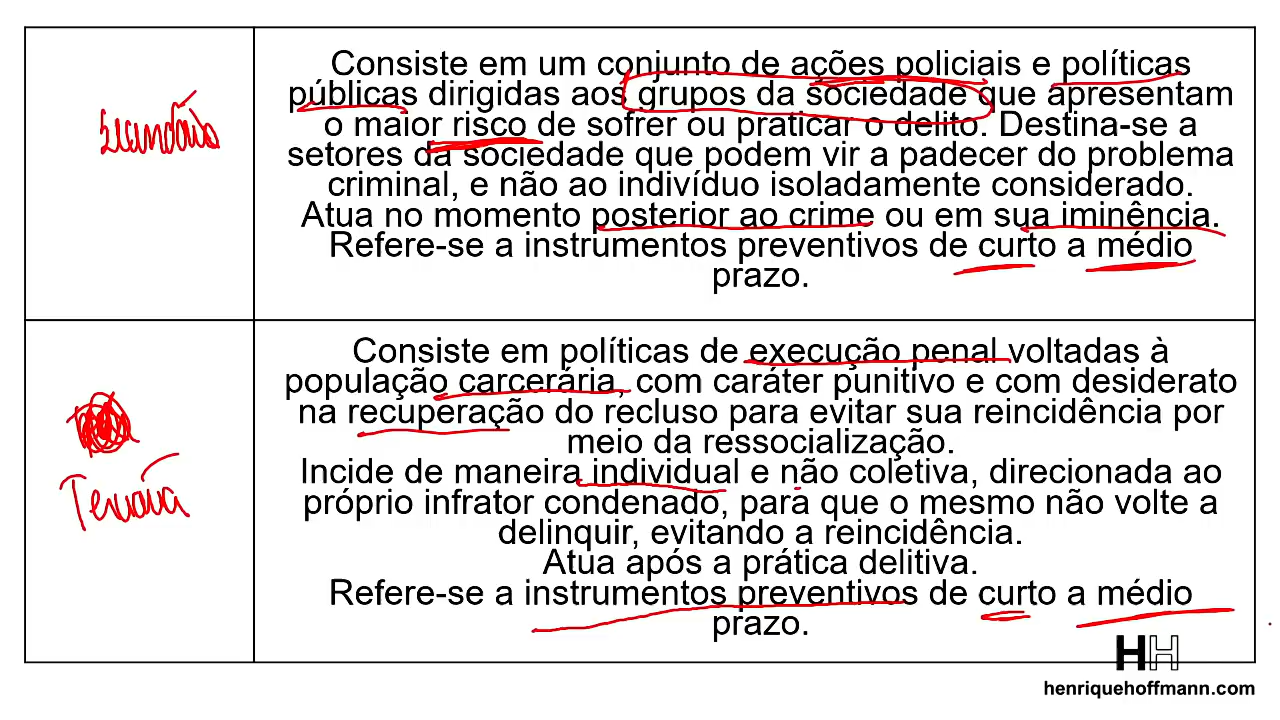 Secundária
Consiste em um conjunto de ações policiais e políticas
públicas dirigidas aos grupos da sociedade que apresentam
o maior risco de sofrer ou praticar o delito. Destina-se a
setores da sociedade que podem vir a padecer do problema
criminal, e não ao indivíduo isoladamente considerado.
Atua no momento posterior ao crime ou em sua iminência.
Refere-se a instrumentos preventivos de curto a médio
prazo.
Terciária
Consiste em políticas de execução penal voltadas à
população carcerária, com caráter punitivo e com desiderato
na recuperação do recluso para evitar sua reincidência por
meio da ressocialização.
Incide de maneira individual e não coletiva, direcionada ao
próprio infrator condenado, para que o mesmo não volte a
delinquir, evitando a reincidência.
Atua após a prática delitiva.
Refere-se a instrumentos preventivos de curto a médio
prazo.
HH
henriquehoffmann.com